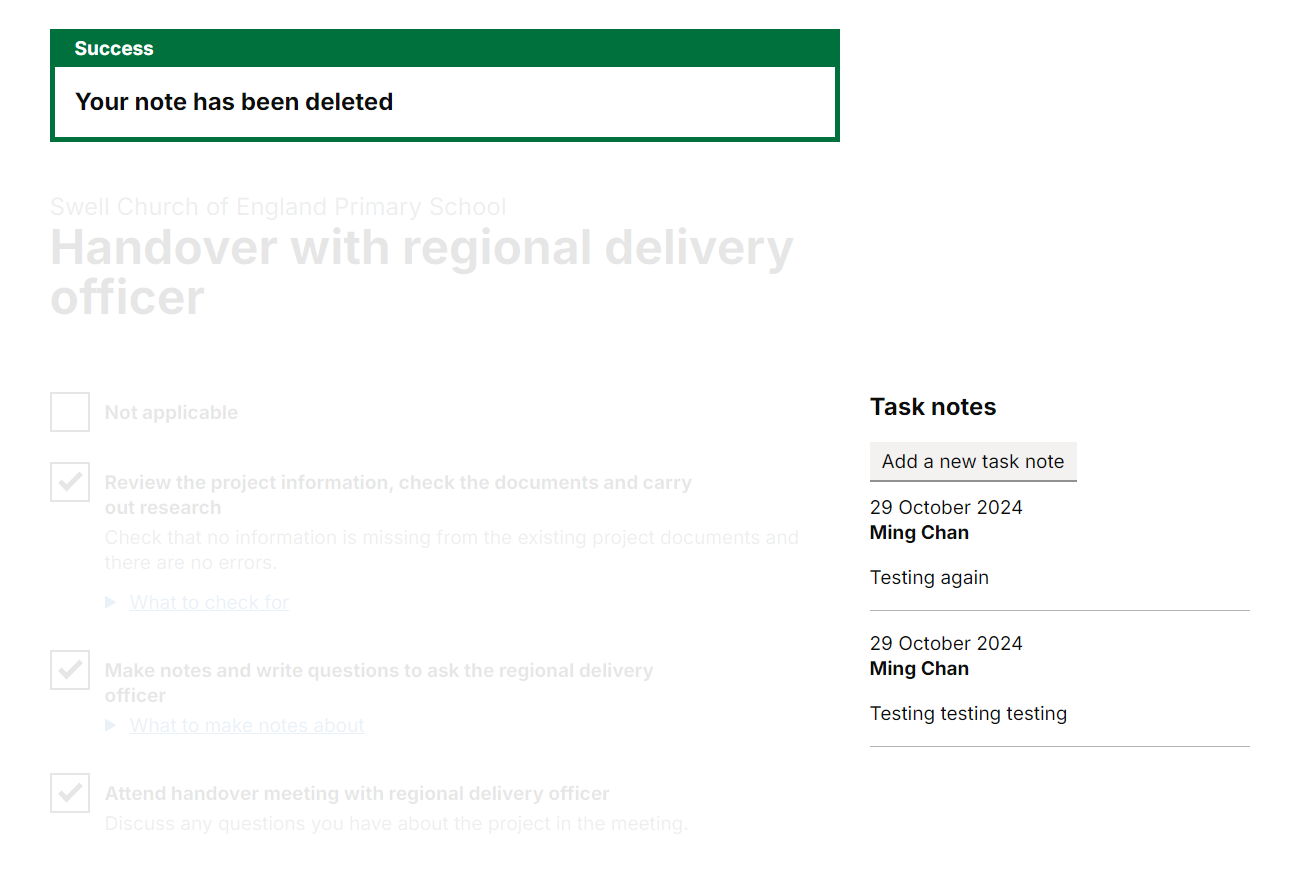 Success
Your note has been deleted
Swell Church of England Primary School
Handover with regional delivery
officer
Not applicable
Review the project information, check the documents and carry
out research
Check that no information is missing from the existing project documents and
there are no errors.
What to check for
Make notes and write questions to ask the regional delivery
officer
What to make notes about
Attend handover meeting with regional delivery officer
Discuss any questions you have about the project in the meeting.
Task notes
Add a new task note
29 October 2024
Ming Chan
Testing again
29 October 2024
Ming Chan
Testing testing testing